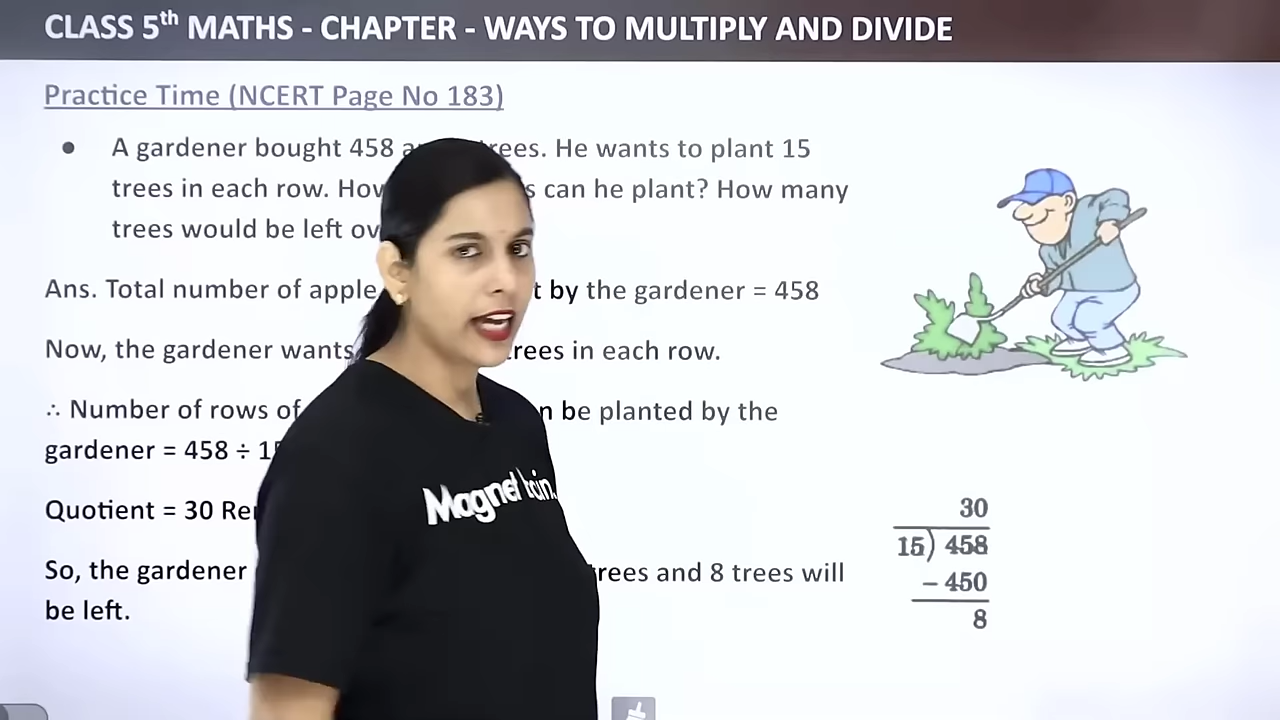 CLASS 5th MATHS - CHAPTER - WAYS TO MULTIPLY AND DIVIDE
Practice Time (NCERT Page No 183)
• A gardener bought 458 trees. He wants to plant 15
trees in each row. can he plant? How many
trees would be left
Ans. Total number of apple by the gardener = 458
Now, the gardener wants trees in each row.
∴ Number of rows of be planted by the
gardener = 458 ÷
Quotient = 30
So, the gardener trees and 8 trees will
be left.
30
15) 458
– 450
8
Magnet